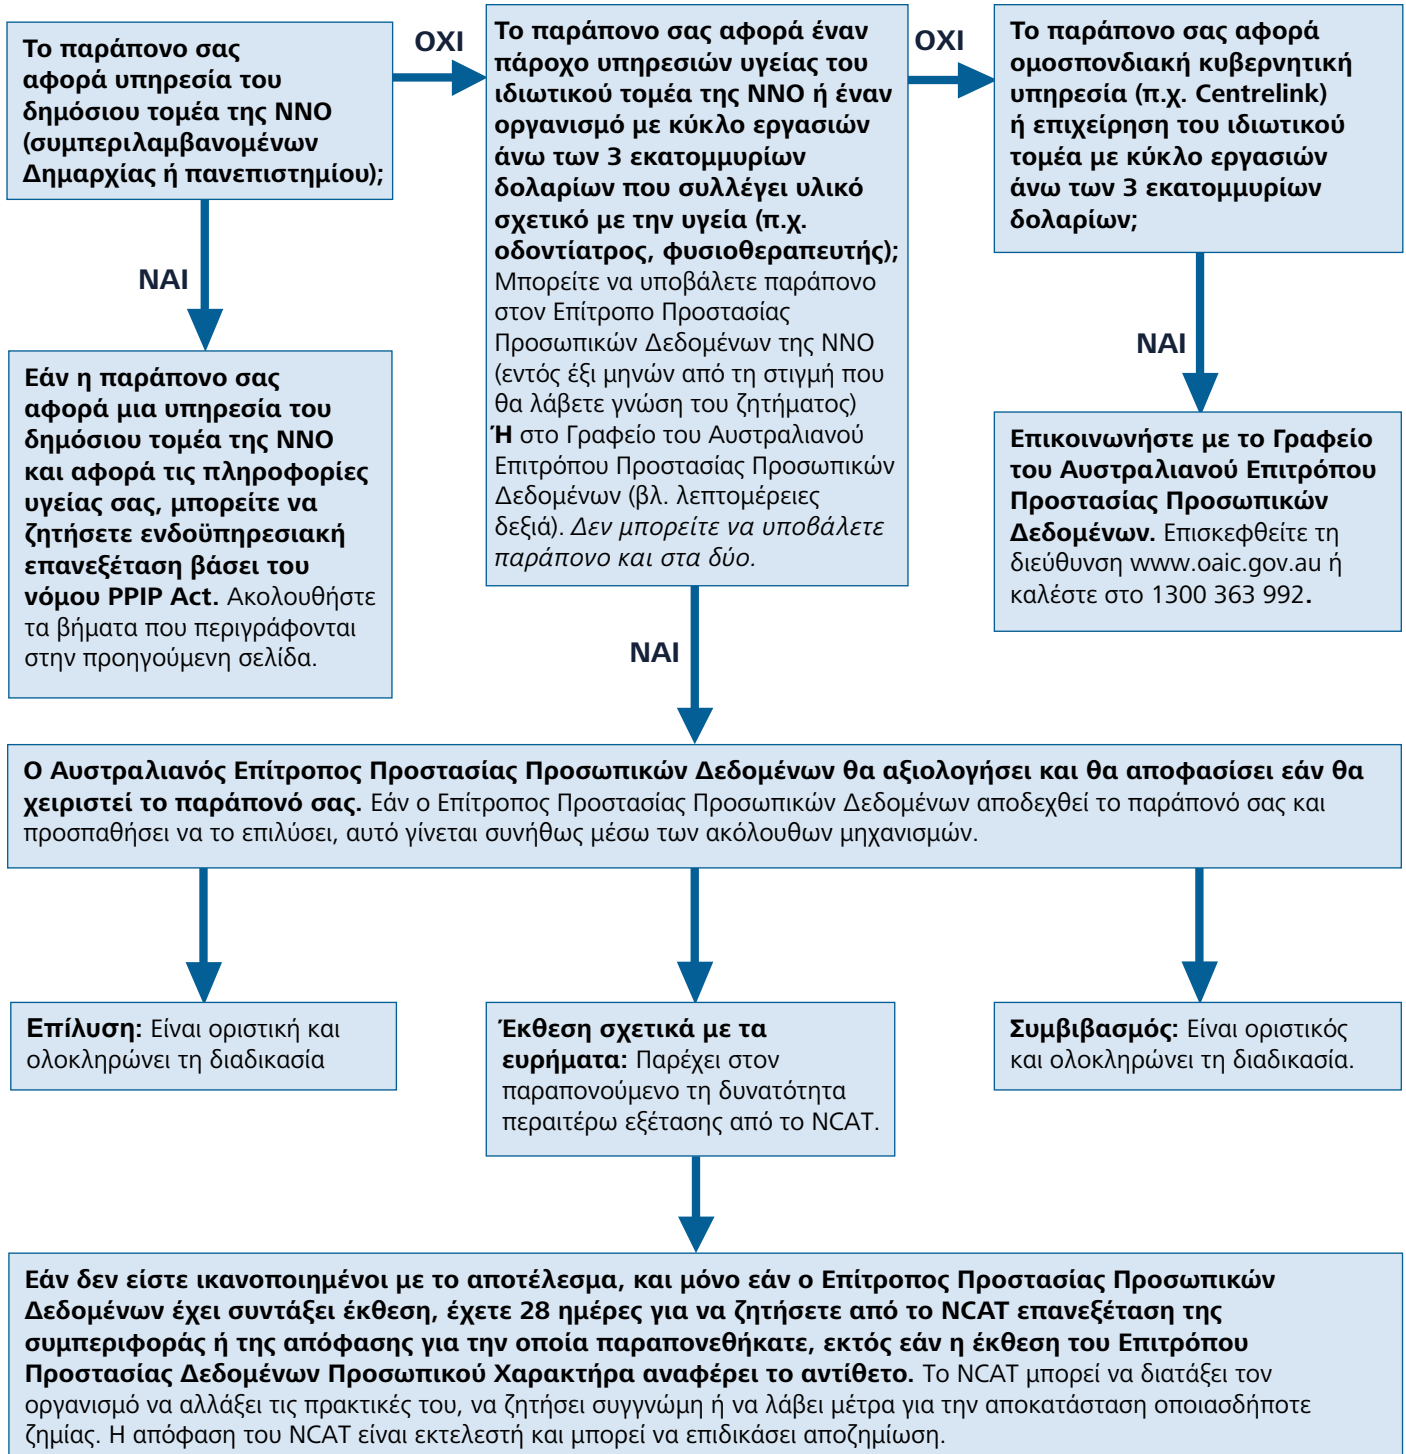 Το παράπονο σας
αφορά υπηρεσία του
δημόσιου τομέα της ΝΝΟ
(συμπεριλαμβανομένων
Δημαρχίας ή πανεπιστημίου);
ΟΧΙ
Το παράπονο σας αφορά έναν
πάροχο υπηρεσιών υγείας του
ιδιωτικού τομέα της ΝΝΟ ή έναν
οργανισμό με κύκλο εργασιών
άνω των 3 εκατομμυρίων
δολαρίων που συλλέγει υλικό
σχετικό με την υγεία (π.χ.
οδοντίατρος, φυσιοθεραπευτής);
Μπορείτε να υποβάλετε παράπονο
στον Επίτροπο Προστασίας
Προσωπικών Δεδομένων της ΝΝΟ
(εντός έξι μηνών από τη στιγμή που
θα λάβετε γνώση του ζητήματος)
Ή στο Γραφείο του Αυστραλιανού
Επιτρόπου Προστασίας Προσωπικών
Δεδομένων (βλ. λεπτομέρειες
δεξιά). Δεν μπορείτε να υποβάλετε
παράπονο και στα δύο.
ΟΧΙ
Το παράπονο σας αφορά
ομοσπονδιακή κυβερνητική
υπηρεσία (π.χ. Centrelink)
ή επιχείρηση του ιδιωτικού
τομέα με κύκλο εργασιών
άνω των 3 εκατομμυρίων
δολαρίων;
ΝΑΙ
Εάν η παράπονο σας
αφορά μια υπηρεσία του
δημόσιου τομέα της ΝΝΟ
και αφορά τις πληροφορίες
υγείας σας, μπορείτε να
ζητήσετε ενδοϋπηρεσιακή
επανεξέταση βάσει του
νόμου PPIP Act. Ακολουθήστε
τα βήματα που περιγράφονται
στην προηγούμενη σελίδα.
ΝΑΙ
Επικοινωνήστε με το Γραφείο
του Αυστραλιανού Επιτρόπου
Προστασίας Προσωπικών
Δεδομένων. Επισκεφθείτε τη
διεύθυνση www.oaic.gov.au ή
καλέστε στο 1300 363 992.
ΝΑΙ
Ο Αυστραλιανός Επίτροπος Προστασίας Προσωπικών Δεδομένων θα αξιολογήσει και θα αποφασίσει εάν θα
χειριστεί το παράπονό σας. Εάν ο Επίτροπος Προστασίας Προσωπικών Δεδομένων αποδεχθεί το παράπονό σας και
προσπαθήσει να το επιλύσει, αυτό γίνεται συνήθως μέσω των ακόλουθων μηχανισμών.
Επίλυση: Είναι οριστική και
ολοκληρώνει τη διαδικασία
Έκθεση σχετικά με τα
ευρήματα: Παρέχει στον
παραπονούμενο τη δυνατότητα
περαιτέρω εξέτασης από το NCAT.
Συμβιβασμός: Είναι οριστικός
και ολοκληρώνει τη διαδικασία.
Εάν δεν είστε ικανοποιημένοι με το αποτέλεσμα, και μόνο εάν ο Επίτροπος Προστασίας Προσωπικών
Δεδομένων έχει συντάξει έκθεση, έχετε 28 ημέρες για να ζητήσετε από το NCAT επανεξέταση της
συμπεριφοράς ή της απόφασης για την οποία παραπονεθήκατε, εκτός εάν η έκθεση του Επιτρόπου
Προστασίας Δεδομένων Προσωπικού Χαρακτήρα αναφέρει το αντίθετο. Το NCAT μπορεί να διατάξει τον
οργανισμό να αλλάξει τις πρακτικές του, να ζητήσει συγγνώμη ή να λάβει μέτρα για την αποκατάσταση οποιασδήποτε
ζημίας. Η απόφαση του NCAT είναι εκτελεστή και μπορεί να επιδικάσει αποζημίωση.